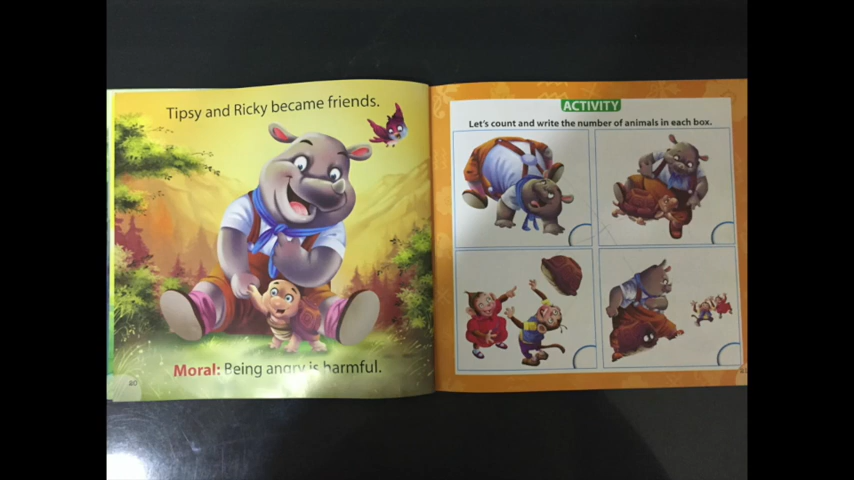 Tipsy and Ricky became friends.
Moral: Being angry is harmful.
80
ACTIVITY
Let's count and write the number of animals in each box.